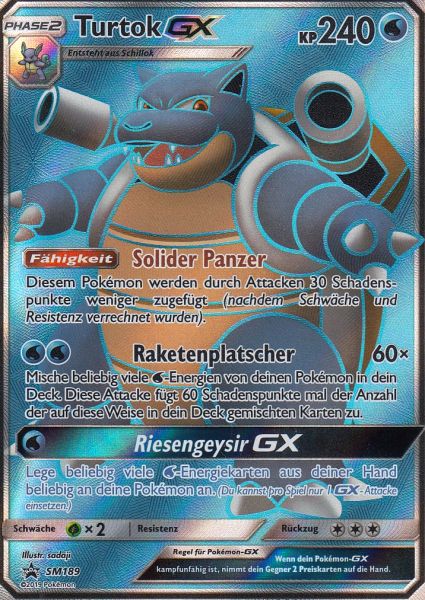 PHASE 2 Turtok GX KP 240
Entsteht aus Schillok
Fähigkeit Solider Panzer
Diesem Pokémon werden durch Attacken 30 Schadens-
punkte weniger zugefügt (nachdem Schwäche und
Resistenz verrechnet wurden).
Raketenplatscher 60×
Mische beliebig viele -Energien von deinen Pokémon in dein
Deck. Diese Attacke fügt 60 Schadenspunkte mal der Anzahl
der auf diese Weise in dein Deck gemischten Karten zu.
Riesengeysir GX
Lege beliebig viele -Energiekarten aus deiner Hand
beliebig an deine Pokémon an. (Du kannst pro Spiel nur 1 GX-Attacke
einsetzen.)
Schwäche ×2 Resistenz Rückzug
Illustr. sadaji
Regel für Pokémon-GX
Wenn dein Pokémon-GX
kampfunfähig ist, nimmt dein Gegner 2 Preiskarten auf die Hand.
PROMO SM189
©2019 Pokémon